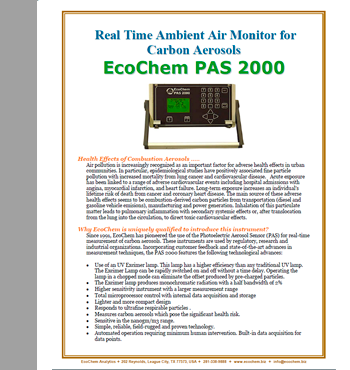 Real Time Ambient Air Monitor for
Carbon Aerosols
EcoChem PAS 2000
EcoChem
PAS 2000
Health Effects of Combustion Aerosols .....
Air pollution is increasingly recognized as an important factor for adverse health effects in urban
communities. In particular, epidemiological studies have positively associated fine particle
pollution with increased mortality from lung cancer and cardiovascular disease. Acute exposure
has been linked to a range of adverse cardiovascular events including hospital admissions with
angina, myocardial infarction, and heart failure. Long-term exposure increases an individual's
lifetime risk of death from cancer and coronary heart disease. The main source of these adverse
health effects seems to be combustion-derived carbon particles from transportation (diesel and
gasoline vehicle emissions), manufacturing and power generation. Inhalation of this particulate
matter leads to pulmonary inflammation with secondary systemic effects or, after translocation
from the lung into the circulation, to direct toxic cardiovascular effects.
Why EcoChem is uniquely qualified to introduce this instrument?
Since 1990, EcoChem has pioneered the use of the Photoelectric Aerosol Sensor (PAS) for real-time
measurement of carbon aerosols. These instruments are used by regulatory, research and
industrial organizations. Incorporating customer feedback and state-of-the-art advances in
measurement techniques, the PAS 2000 features the following technological advances:
• Use of an UV Excimer lamp. This lamp has a higher efficiency than any traditional UV lamp.
The Excimer Lamp can be rapidly switched on and off without a time delay. Operating the
lamp in a chopped mode can eliminate the effect produced by pre-charged particles.
• The Excimer lamp produces monochromatic radiation with a half bandwith of 2%
• Higher sensitivity instrument with a larger measurement range
• Total microprocessor control with internal data acquisition and storage
• Lighter and more compact design
• Responds to ultrafine respirable particles .
• Measures carbon aerosols which pose the significant health risk.
• Sensitive in the nanogm/m3 range.
• Simple, reliable, field-rugged and proven technology.
• Automated operation requiring minimum human intervention. Built-in data acquisition for
data points.
EcoChem Analytics • 202 Reynolds, League City, TX 77573, USA • 281-338-9888 • www.ecochem.biz • info@ecochem.biz